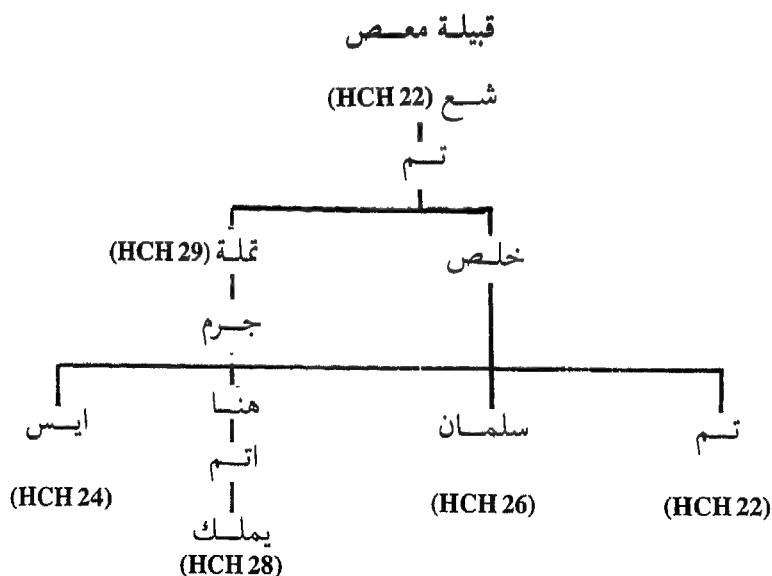 قبيلة معص
شع (HCH 22)
تم
خلص
تملة (HCH 29)
جرم
تم
سلمان
هنا
ايس
اتم
(HCH 22)
(HCH 26)
(HCH 24)
يملك
(HCH 28)